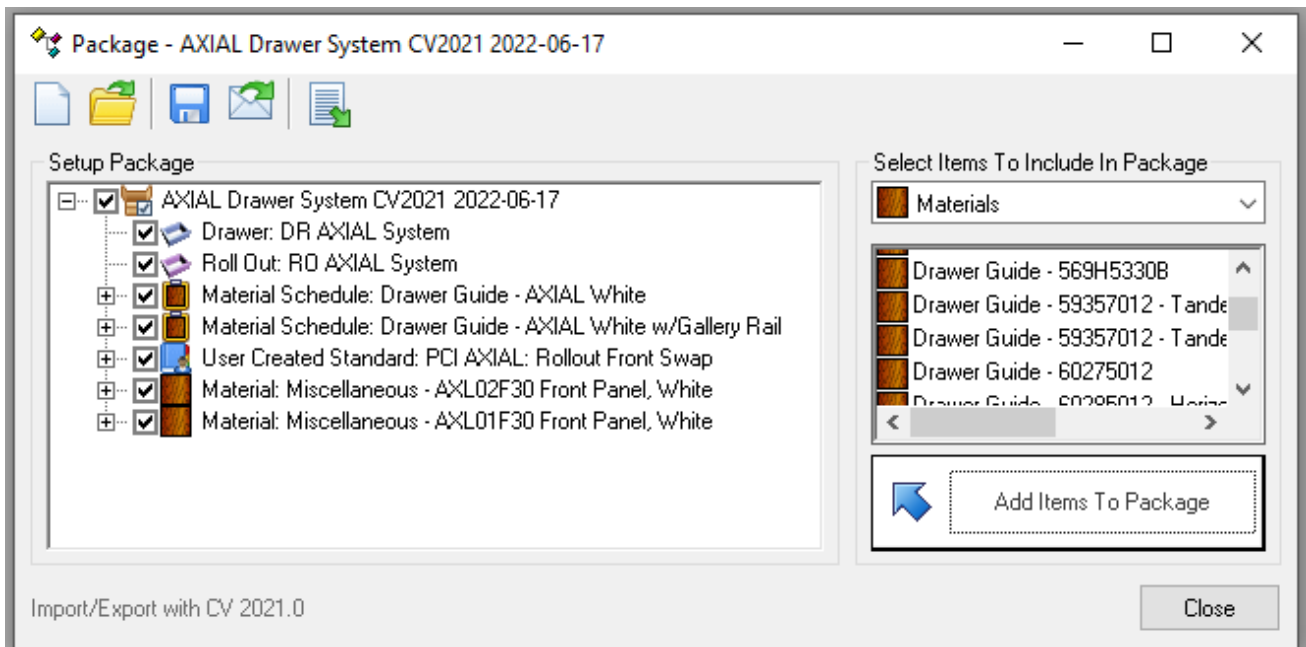 Package - AXIAL Drawer System CV2021 2022-06-17
Setup Package
AXIAL Drawer System CV2021 2022-06-17
Drawer: DR AXIAL System
Roll Out: RO AXIAL System
Material Schedule: Drawer Guide - AXIAL White
Material Schedule: Drawer Guide - AXIAL White w/Gallery Rail
User Created Standard: PCI AXIAL: Rollout Front Swap
Material: Miscellaneous - AXL02F30 Front Panel, White
Material: Miscellaneous - AXL01F30 Front Panel, White
Select Items To Include In Package
Materials
Drawer Guide - 569H5330B
Drawer Guide - 59357012 - Tande
Drawer Guide - 59357012 - Tande
Drawer Guide - 60275012
Drawer Guide - 60295012 - Horiz
Add Items To Package
Import/Export with CV 2021.0
Close